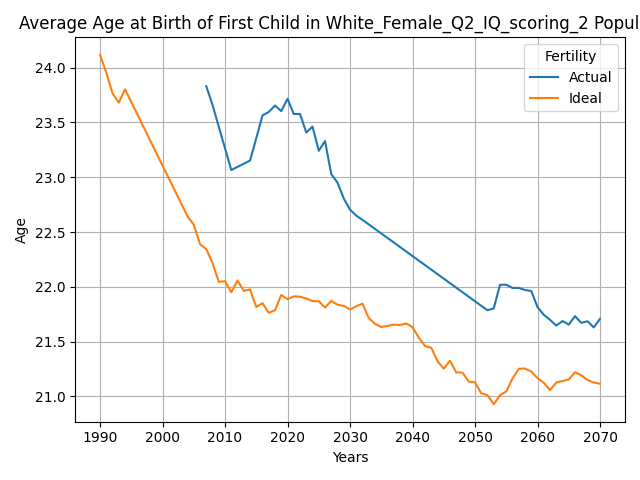 Average Age at Birth of First Child in White_Female_Q2_IQ_scoring_2 Popul
Fertility
Actual
Ideal
24.0
23.5
23.0
22.5
22.0
21.5
21.0
Age
1990 2000 2010 2020 2030 2040 2050 2060 2070
Years